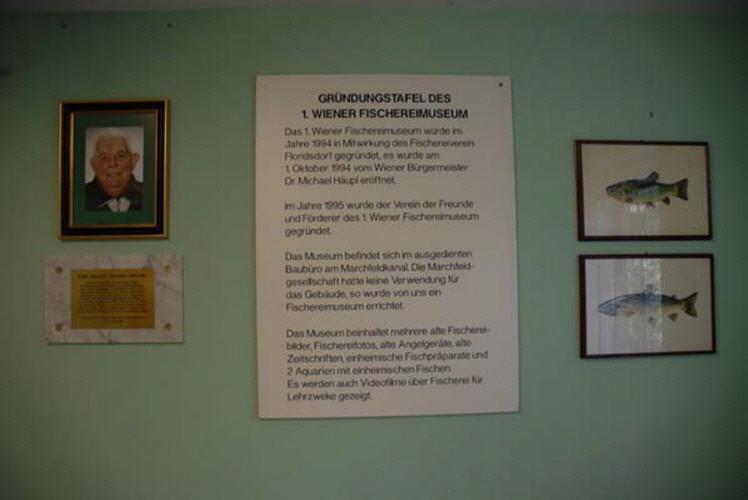 GRÜNDUNGSTAFEL DES
1. WIENER FISCHEREIMUSEUM
Das 1. Wiener Fischereimuseum wurde im
Jahre 1994 in Mitwirkung des Fischereiverein
Floridsdorf gegründet, es wurde am
1. Oktober 1994 vom Wiener Bürgermeister
Dr. Michael Häupl eröffnet.
Im Jahre 1995 wurde der Verein der Freunde
und Förderer des 1. Wiener Fischereimuseum
gegründet.
Das Museum befindet sich im ausgedienten
Baubüro am Marchfeldkanal. Die Marchfeld-
gesellschaft hatte keine Verwendung für
das Gebäude, so wurde von uns ein
Fischereimuseum errichtet.
Das Museum beinhaltet mehrere alte Fischerei-
bilder, Fischereifotos, alte Angelgeräte, alte
Zeitschriften, einheimische Fischpräparate und
2 Aquarien mit einheimischen Fischen.
Es werden auch Videofilme über Fischerei für
Lehrzweke gezeigt.